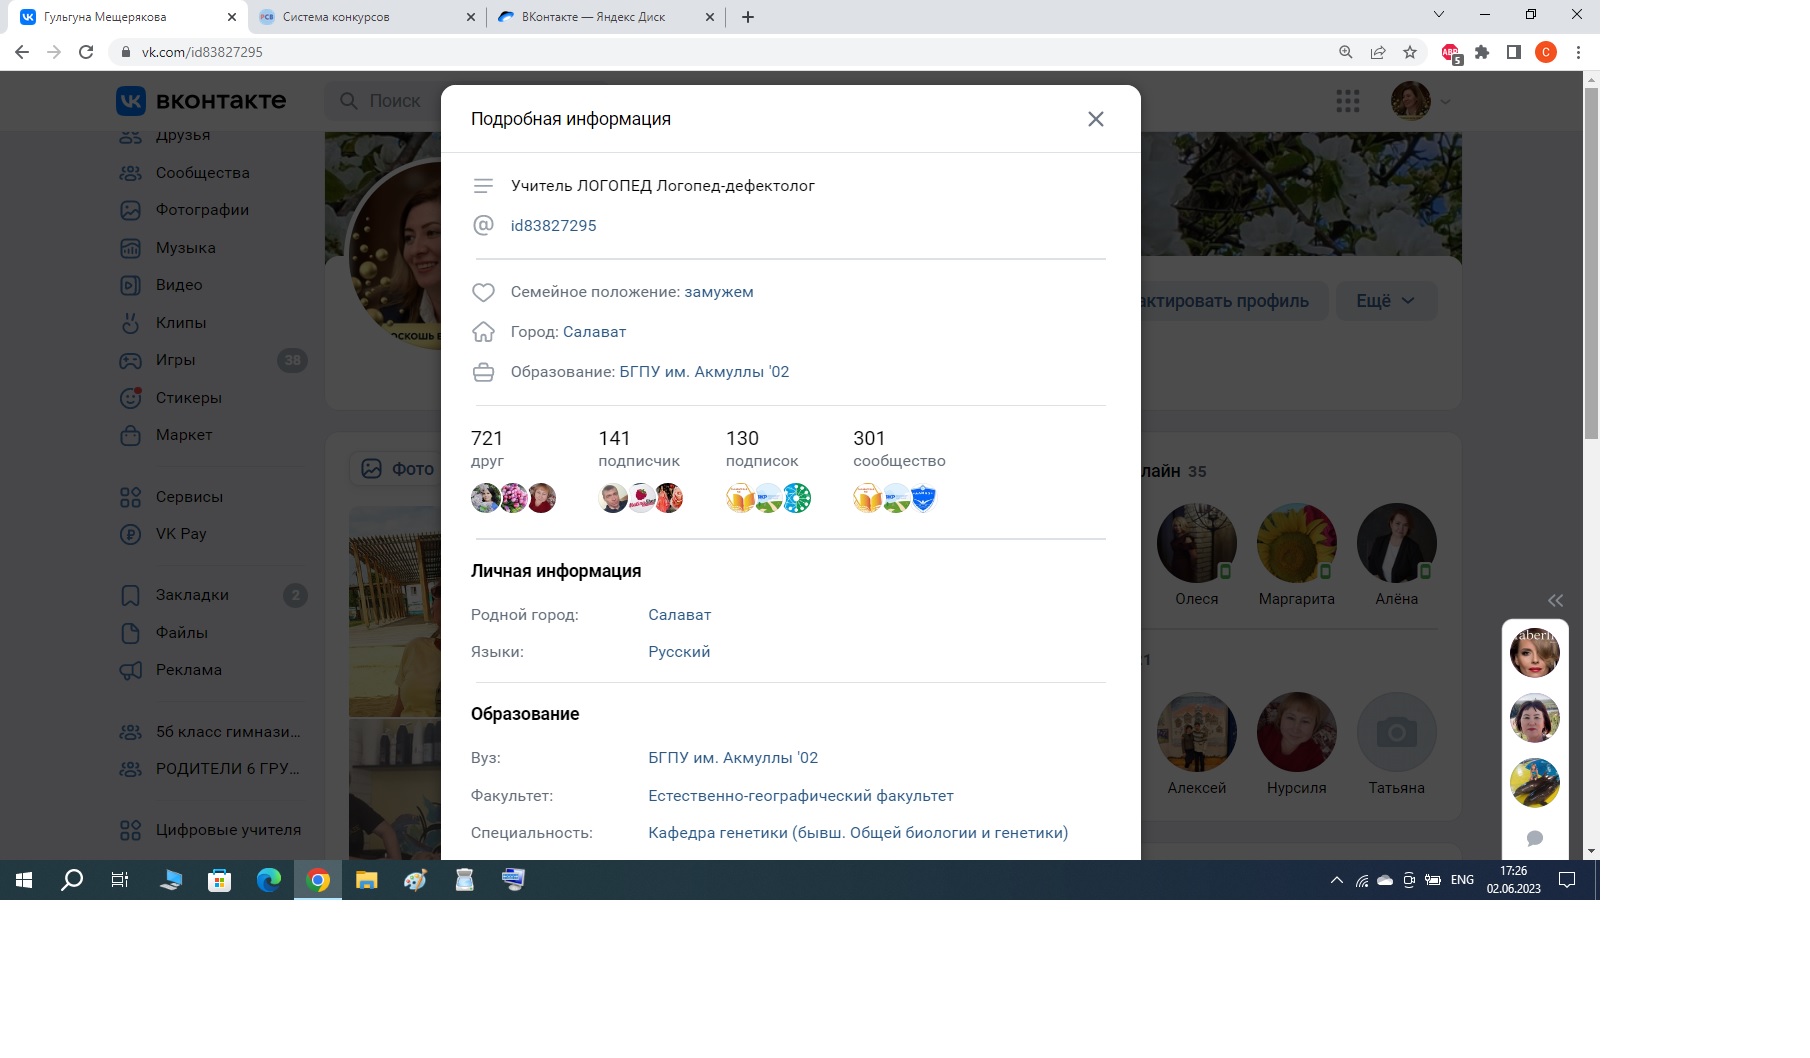 Гульгуна Мещерякова
Система конкурсов
ВКонтакте — Яндекс Диск
vk.com/id83827295
ABP
5
C
вконтакте
Поиск
Друзья
Сообщества
Фотографии
Музыка
Видео
Клипы
Игры
38
Стикеры
Маркет
Сервисы
VK Pay
Закладки
2
Файлы
Реклама
5б класс гимнази...
РОДИТЕЛИ 6 ГРУ...
Цифровые учителя
Подробная информация
Учитель ЛОГОПЕД Логопед-дефектолог
id83827295
Семейное положение: замужем
Город: Салават
Образование: БГПУ им. Акмуллы '02
721
друг
141
подписчик
130
подписок
301
сообщество
Личная информация
Родной город: Салават
Языки: Русский
Образование
Вуз: БГПУ им. Акмуллы '02
Факультет: Естественно-географический факультет
Специальность: Кафедра генетики (бывш. Общей биологии и генетики)
Фото
актировать профиль
Ещё
лайн 35
Олеся
Маргарита
Алёна
Алексей
Нурсиля
Татьяна
ENG
17:26
02.06.2023